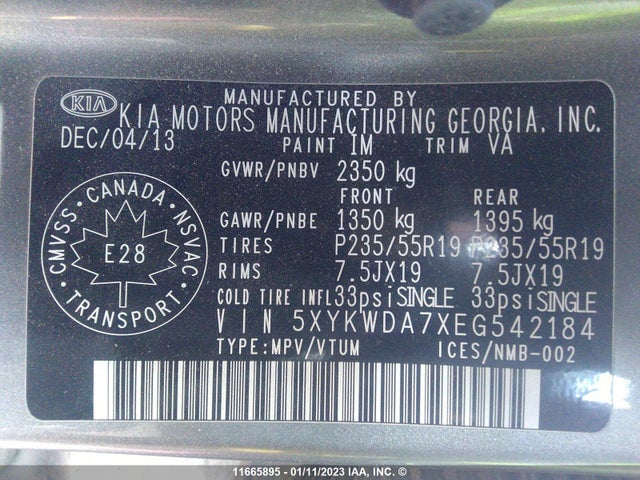 MANUFACTURED BY
KIA KIA MOTORS MANUFACTURING GEORGIA, INC.
DEC/04/13 PAINT IM TRIM VA
GVWR/PNBV 2350 kg
FRONT REAR
GAWR/PNBE 1350 kg 1395 kg
TIRES P235/55R19 P235/55R19
RIMS 7.5JX19 7.5JX19
COLD TIRE INFL 33psi SINGLE 33psi SINGLE
VIN 5XYKWDA7XEG542184
TYPE:MPV/VTUM ICES/NMB-002
CMVSS - CANADA - NSVAC
E28
TRANSPORT
11665895 - 01/11/2023 IAA, INC. ©